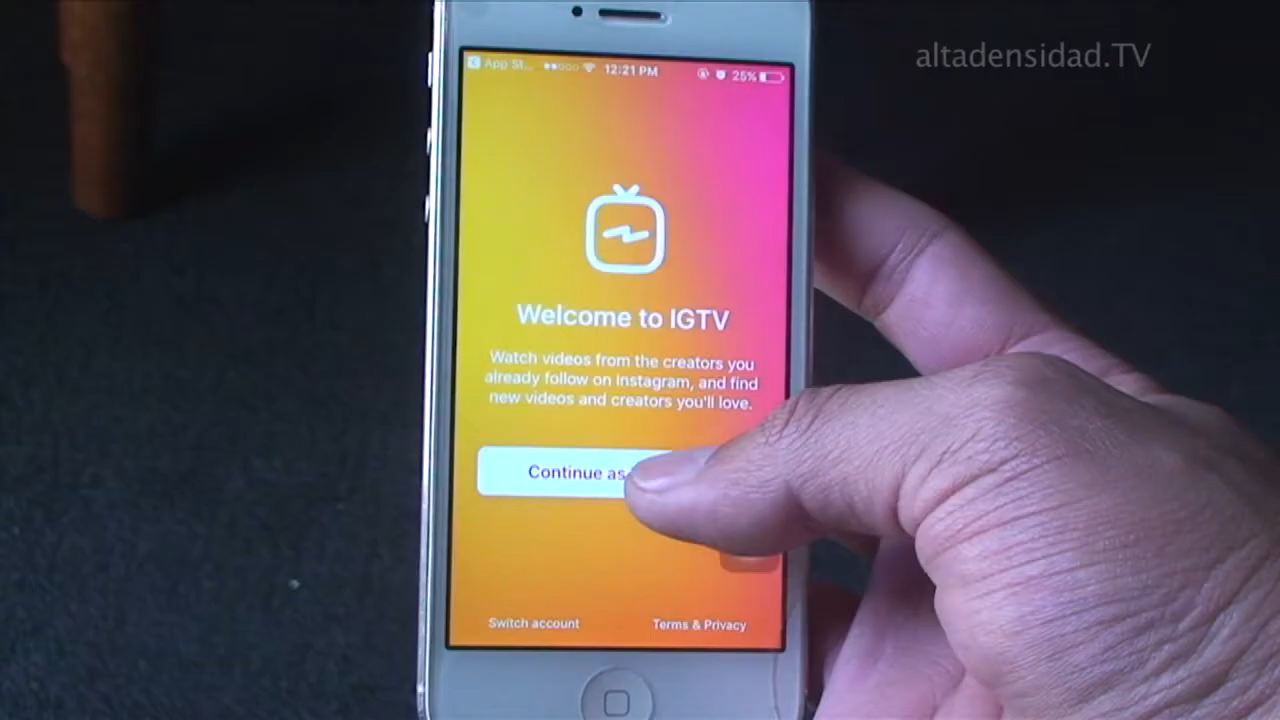 altadensidad.TV
App St... 12:21 PM 25%
Welcome to IGTV
Watch videos from the creators you
already follow on Instagram, and find
new videos and creators you'll love.
Continue as
Switch account Terms & Privacy